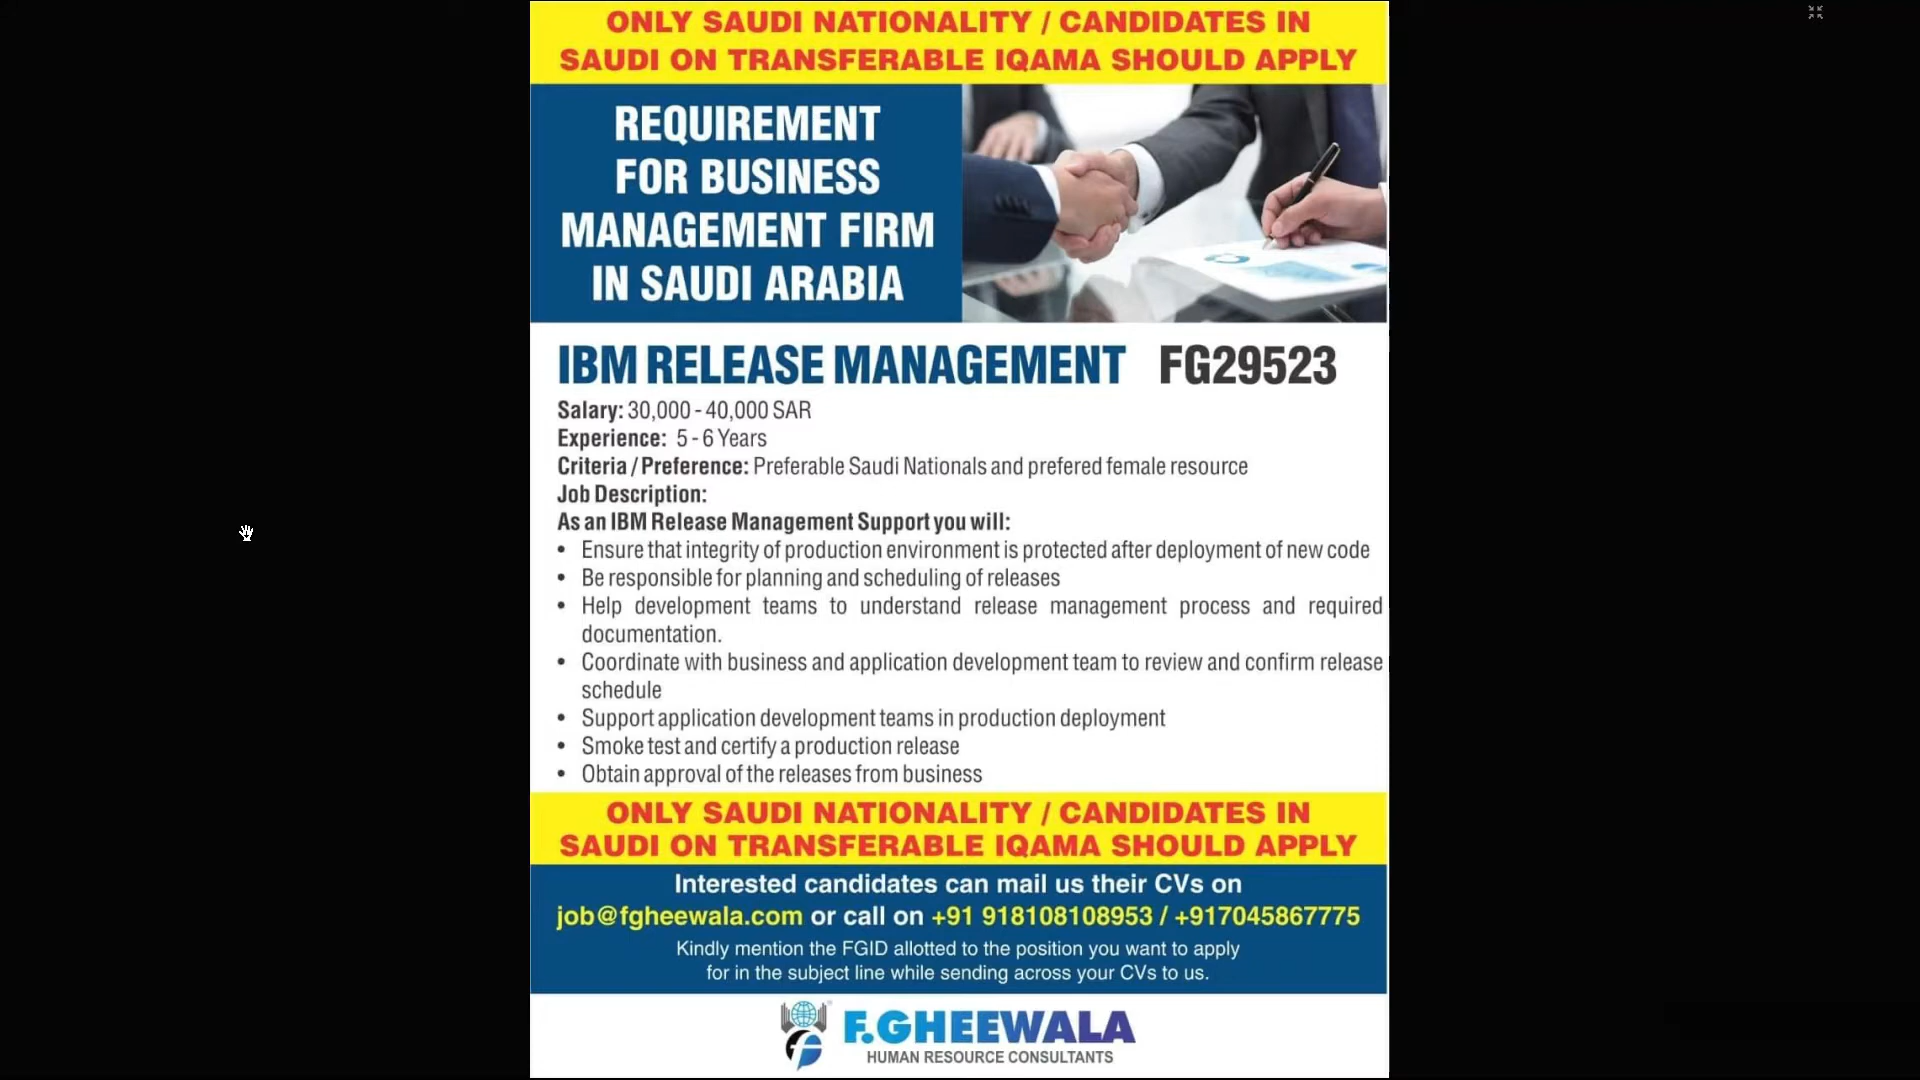 ONLY SAUDI NATIONALITY / CANDIDATES IN
SAUDI ON TRANSFERABLE IQAMA SHOULD APPLY
REQUIREMENT
FOR BUSINESS
MANAGEMENT FIRM
IN SAUDI ARABIA
IBM RELEASE MANAGEMENT FG29523
Salary: 30,000 - 40,000 SAR
Experience: 5 - 6 Years
Criteria / Preference: Preferable Saudi Nationals and prefered female resource
Job Description:
As an IBM Release Management Support you will:
• Ensure that integrity of production environment is protected after deployment of new code
• Be responsible for planning and scheduling of releases
• Help development teams to understand release management process and required
documentation.
• Coordinate with business and application development team to review and confirm release
schedule
• Support application development teams in production deployment
• Smoke test and certify a production release
• Obtain approval of the releases from business
ONLY SAUDI NATIONALITY / CANDIDATES IN
SAUDI ON TRANSFERABLE IQAMA SHOULD APPLY
Interested candidates can mail us their CVs on
job@fgheewala.com or call on +91 918108108953 / +917045867775
Kindly mention the FGID allotted to the position you want to apply
for in the subject line while sending across your CVs to us.
F.GHEEWALA
HUMAN RESOURCE CONSULTANTS